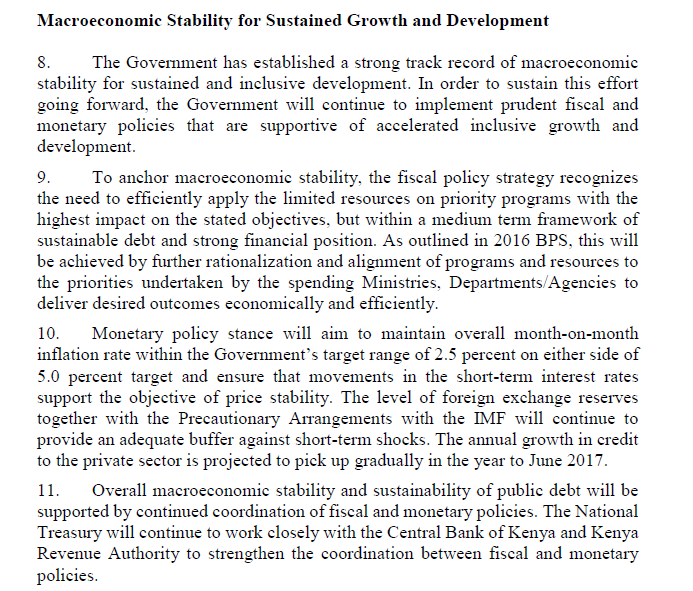 Macroeconomic Stability for Sustained Growth and Development
8. The Government has established a strong track record of macroeconomic
stability for sustained and inclusive development. In order to sustain this effort
going forward, the Government will continue to implement prudent fiscal and
monetary policies that are supportive of accelerated inclusive growth and
development.
9. To anchor macroeconomic stability, the fiscal policy strategy recognizes
the need to efficiently apply the limited resources on priority programs with the
highest impact on the stated objectives, but within a medium term framework of
sustainable debt and strong financial position. As outlined in 2016 BPS, this will
be achieved by further rationalization and alignment of programs and resources to
the priorities undertaken by the spending Ministries, Departments/Agencies to
deliver desired outcomes economically and efficiently.
10. Monetary policy stance will aim to maintain overall month-on-month
inflation rate within the Government’s target range of 2.5 percent on either side of
5.0 percent target and ensure that movements in the short-term interest rates
support the objective of price stability. The level of foreign exchange reserves
together with the Precautionary Arrangements with the IMF will continue to
provide an adequate buffer against short-term shocks. The annual growth in credit
to the private sector is projected to pick up gradually in the year to June 2017.
11. Overall macroeconomic stability and sustainability of public debt will be
supported by continued coordination of fiscal and monetary policies. The National
Treasury will continue to work closely with the Central Bank of Kenya and Kenya
Revenue Authority to strengthen the coordination between fiscal and monetary
policies.